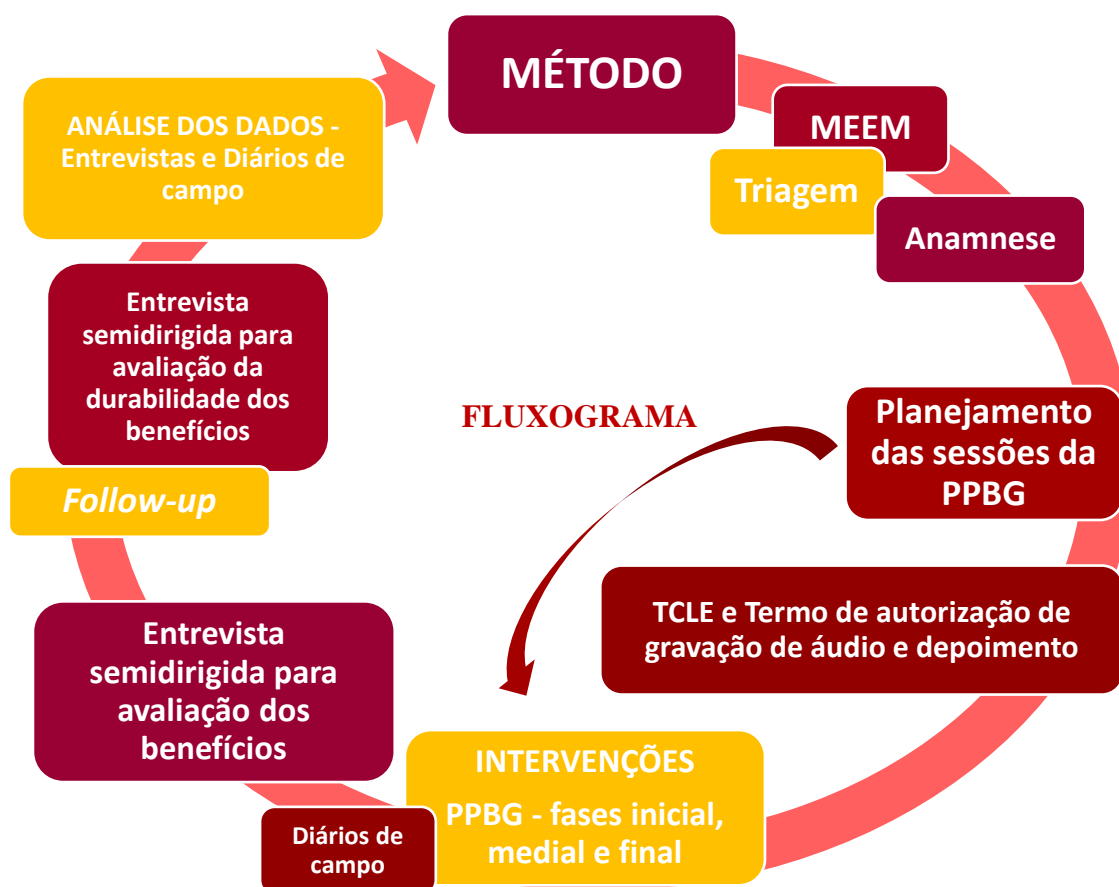 MÉTODO
MEEM
Triagem
Anamnese
Planejamento
das sessões da
PPBG
TCLE e Termo de autorização de
gravação de áudio e depoimento
INTERVENÇÕES
PPBG - fases inicial,
medial e final
Diários de
campo
Entrevista
semidirigida para
avaliação dos
benefícios
Follow-up
Entrevista
semidirigida para
avaliação da
durabilidade dos
benefícios
ANÁLISE DOS DADOS -
Entrevistas e Diários de
campo
FLUXOGRAMA